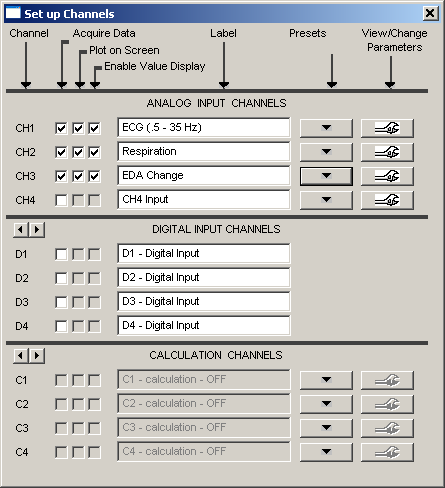 Set up Channels
Channel Acquire Data Label Presets View/Change
Plot on Screen Parameters
Enable Value Display
ANALOG INPUT CHANNELS
CH1 ECG (.5 - 35 Hz)
CH2 Respiration
CH3 EDA Change
CH4 CH4 Input
DIGITAL INPUT CHANNELS
D1 D1 - Digital Input
D2 D2 - Digital Input
D3 D3 - Digital Input
D4 D4 - Digital Input
CALCULATION CHANNELS
C1 C1 - calculation - OFF
C2 C2 - calculation - OFF
C3 C3 - calculation - OFF
C4 C4 - calculation - OFF